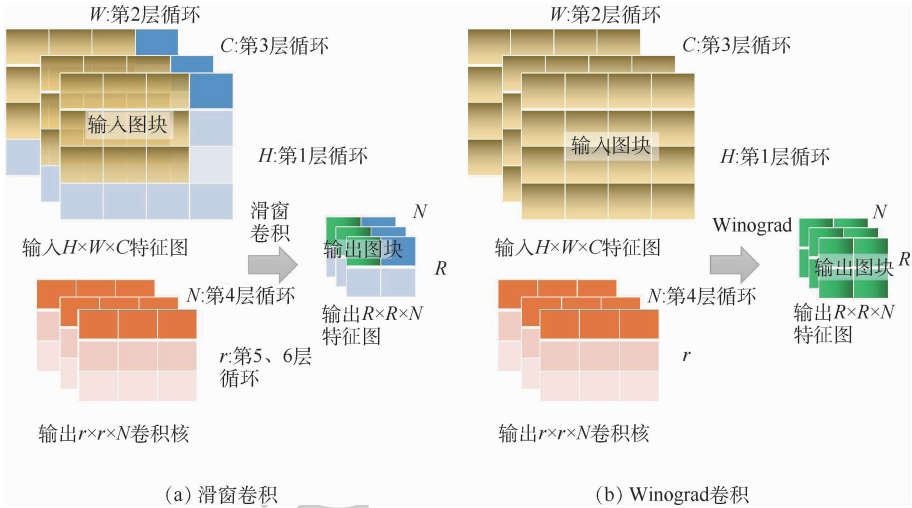 W:第2层循环
C:第3层循环
输入图块
H:第1层循环
输入H×W×C特征图
滑窗
卷积
N
输出图块
R
输出R×R×N
特征图
N:第4层循环
r:第5、6层
循环
输出r×r×N卷积核
(a) 滑窗卷积
W:第2层循环
C:第3层循环
输入图块
H:第1层循环
输入H×W×C特征图
Winograd
N
输出图块
R
输出R×R×N
特征图
N:第4层循环
r
输出r×r×N卷积核
(b) Winograd卷积